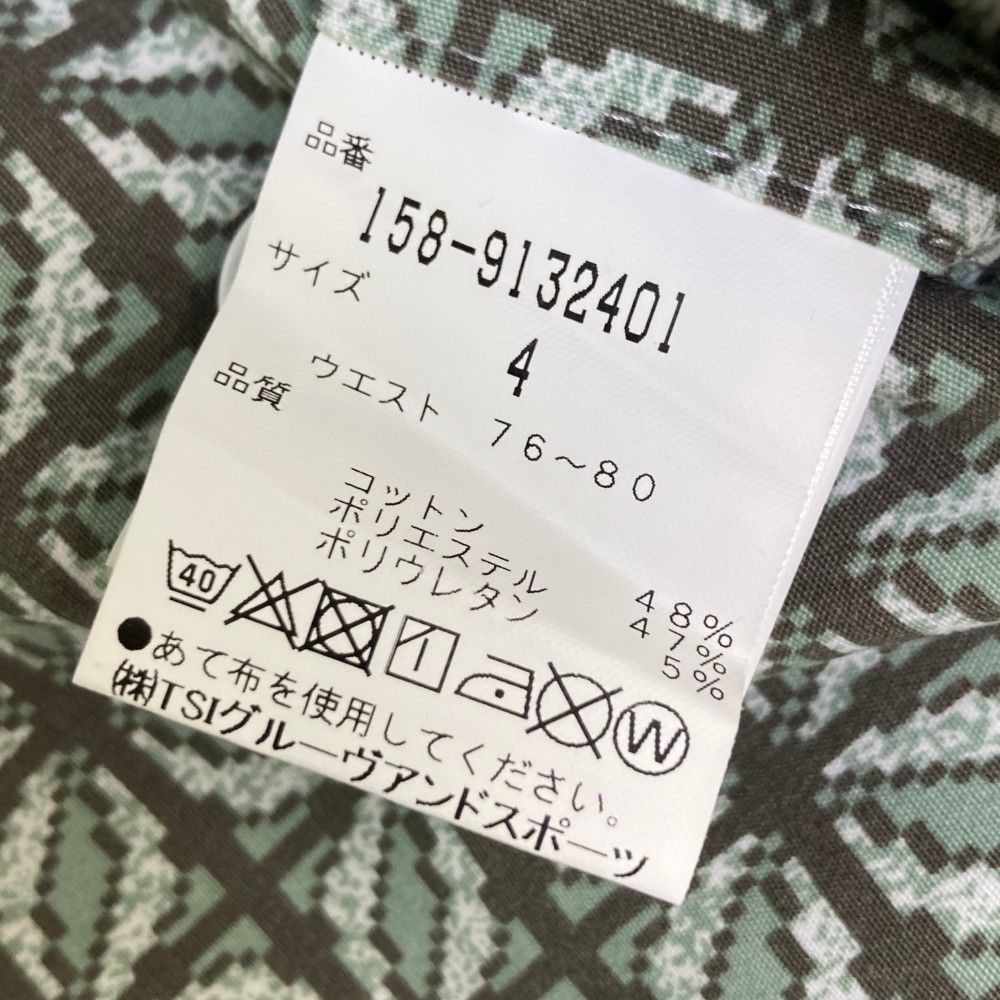 品番
158-9132401
サイズ
4
ウエスト 76～80
品質
コットン 48%
ポリエステル 47%
ポリウレタン 5%
40 W
●あて布を使用してください。
㈱TSIグルーヴアンドスポーツ